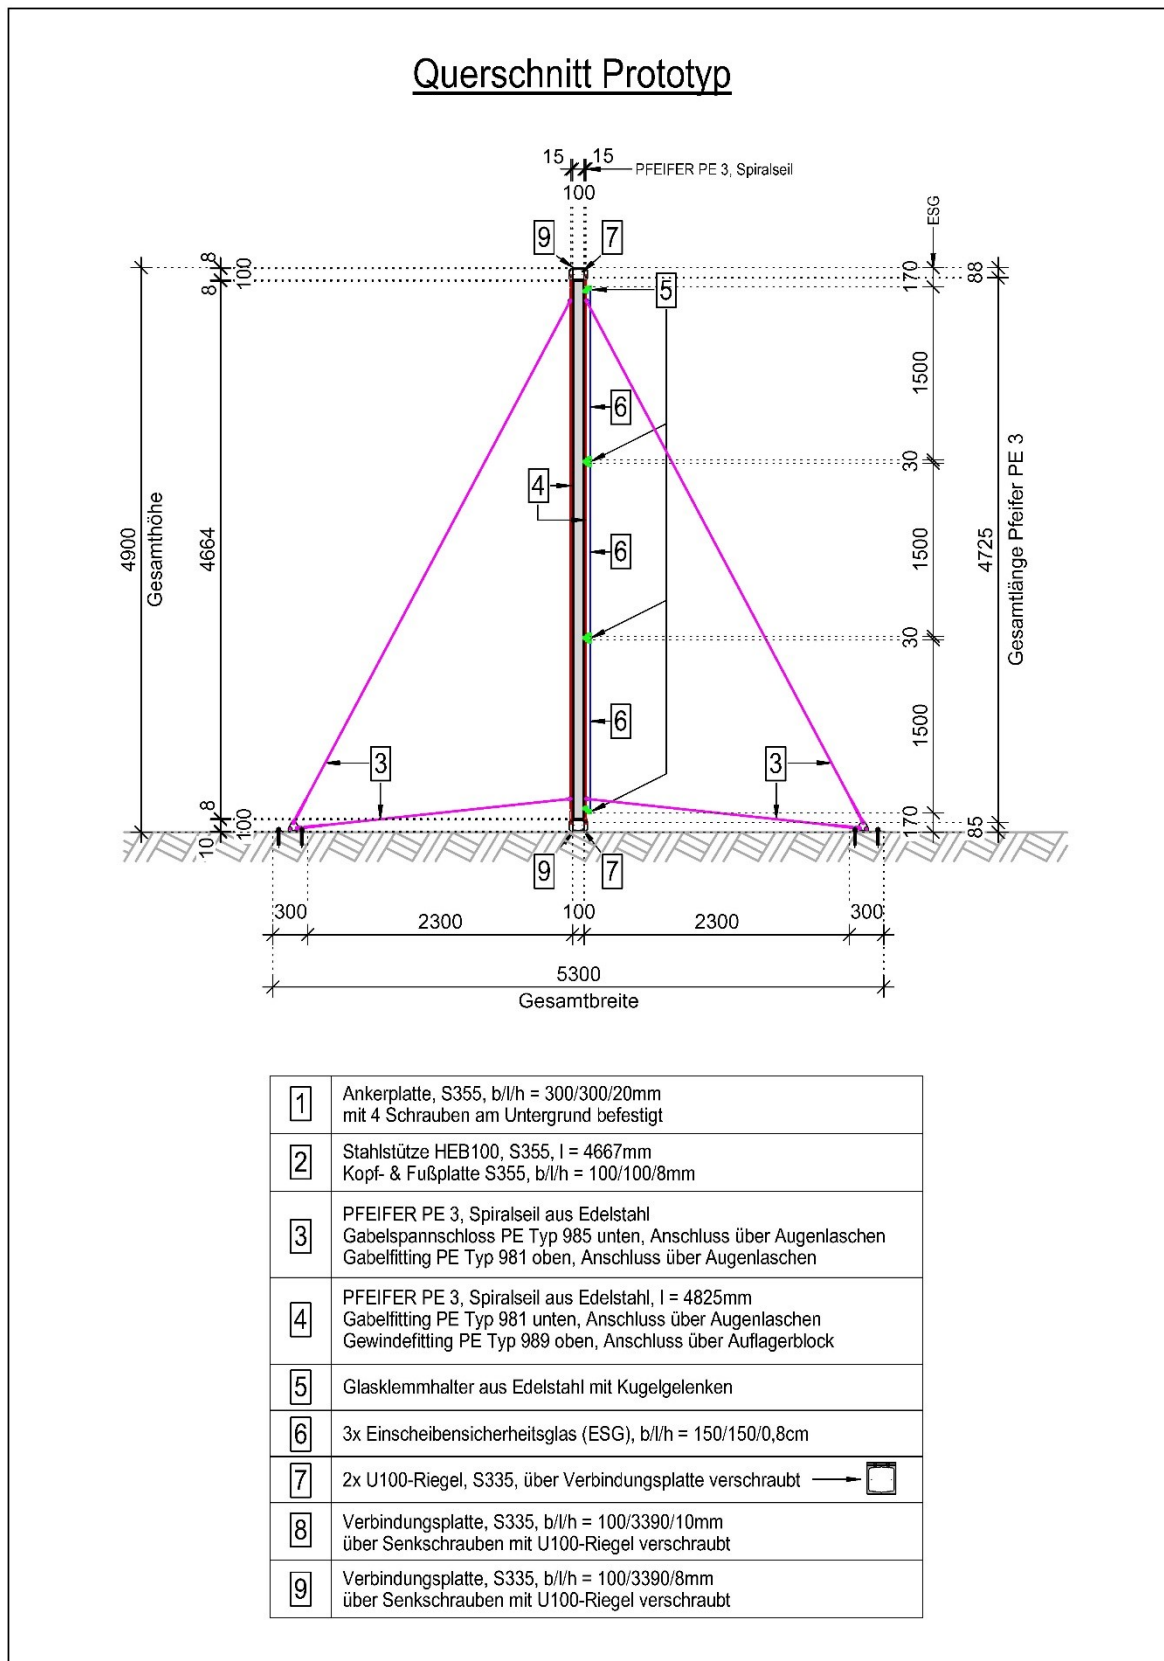 Querschnitt Prototyp
15 15
PFEIFER PE 3, Spiralseil
100
ESG
9 7
8
100
8
170
88
5
1500
6
4900
Gesamthöhe
4664
30
4
1500
6
4725
Gesamtlänge Pfeifer PE 3
30
1500
6
3 3
8
100
10
170
85
9 7
300 2300 100 2300 300
5300
Gesamtbreite
1 Ankerplatte, S355, b/l/h = 300/300/20mm
mit 4 Schrauben am Untergrund befestigt
2 Stahlstütze HEB100, S355, l = 4667mm
Kopf- & Fußplatte S355, b/l/h = 100/100/8mm
3 PFEIFER PE 3, Spiralseil aus Edelstahl
Gabelspannschloss PE Typ 985 unten, Anschluss über Augenlaschen
Gabelfitting PE Typ 981 oben, Anschluss über Augenlaschen
4 PFEIFER PE 3, Spiralseil aus Edelstahl, l = 4825mm
Gabelfitting PE Typ 981 unten, Anschluss über Augenlaschen
Gewindefitting PE Typ 989 oben, Anschluss über Auflagerblock
5 Glasklemmhalter aus Edelstahl mit Kugelgelenken
6 3x Einscheibensicherheitsglas (ESG), b/l/h = 150/150/0,8cm
7 2x U100-Riegel, S335, über Verbindungsplatte verschraubt
8 Verbindungsplatte, S335, b/l/h = 100/3390/10mm
über Senkschrauben mit U100-Riegel verschraubt
9 Verbindungsplatte, S335, b/l/h = 100/3390/8mm
über Senkschrauben mit U100-Riegel verschraubt